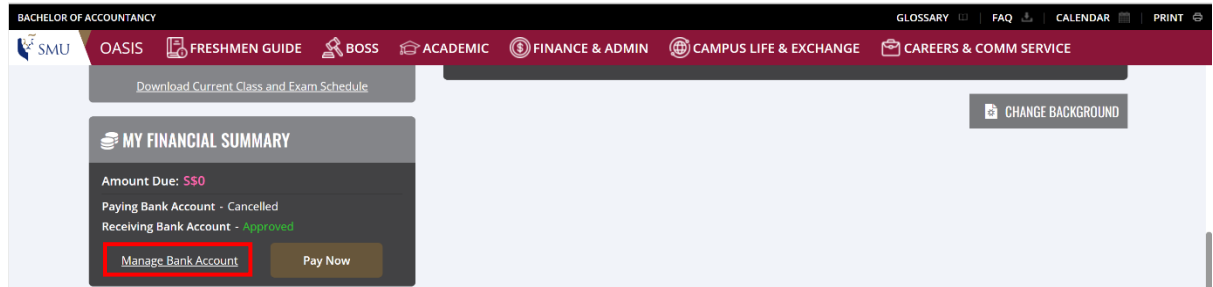 BACHELOR OF ACCOUNTANCY
GLOSSARY FAQ CALENDAR PRINT
SMU OASIS FRESHMEN GUIDE BOSS ACADEMIC FINANCE & ADMIN CAMPUS LIFE & EXCHANGE CAREERS & COMM SERVICE
Download Current Class and Exam Schedule
CHANGE BACKGROUND
MY FINANCIAL SUMMARY
Amount Due: S$0
Paying Bank Account - Cancelled
Receiving Bank Account - Approved
Manage Bank Account
Pay Now